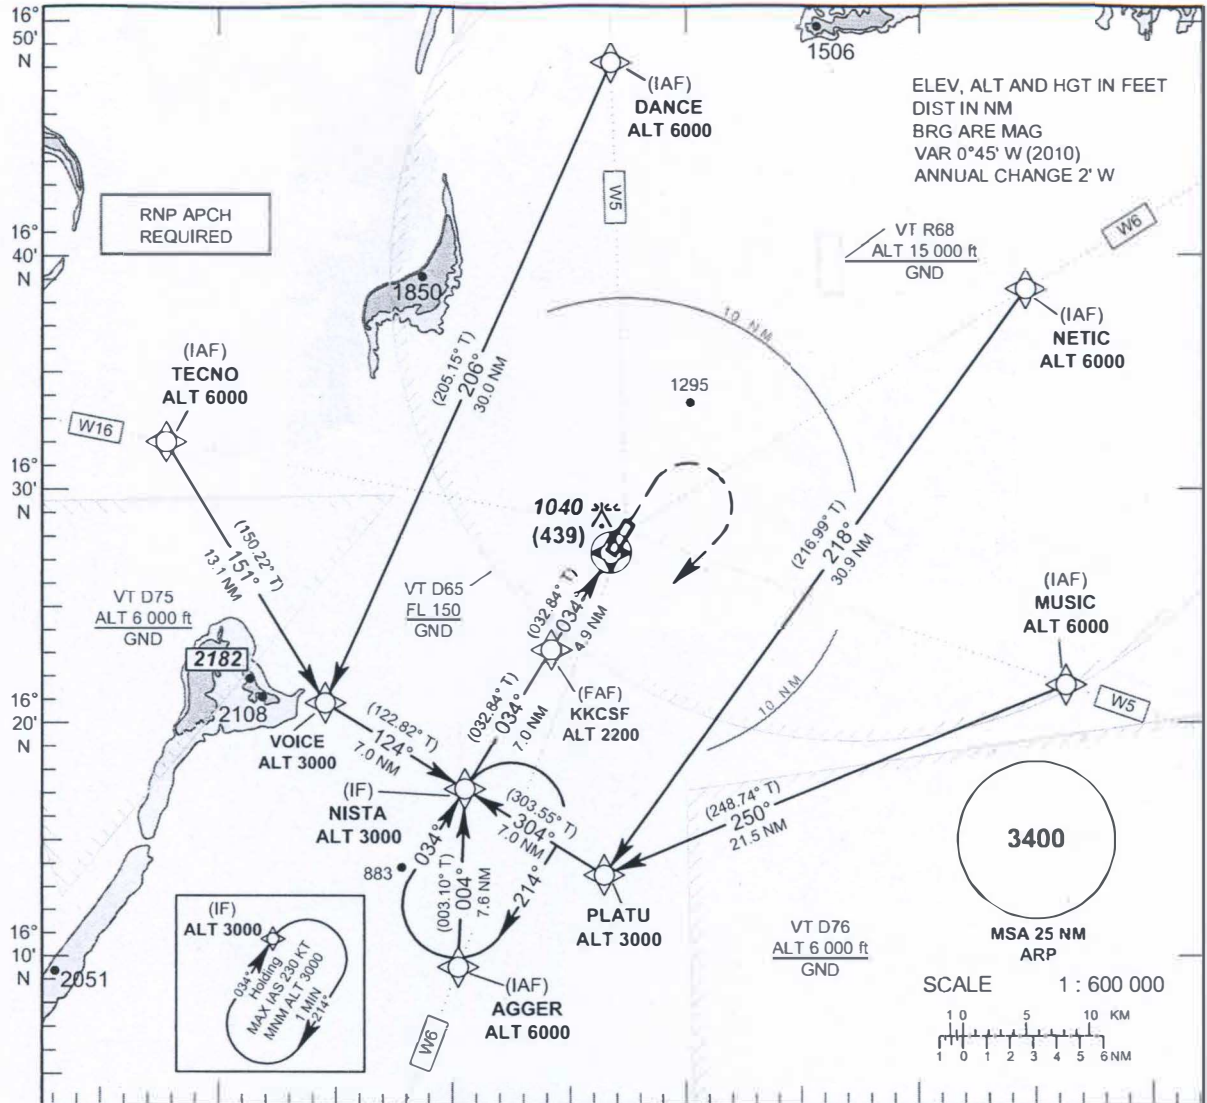 16°
50'
N
1506
(IAF)
DANCE
ALT 6000
ELEV, ALT AND HGT IN FEET
DIST IN NM
BRG ARE MAG
VAR 0°45' W (2010)
ANNUAL CHANGE 2' W
RNP APCH
REQUIRED
W5
W6
16°
40'
N
VT R68
ALT 15 000 ft
GND
1850
(IAF)
NETIC
ALT 6000
10 NM
(205.15° T)
206°
30.0 NM
(IAF)
TECNO
ALT 6000
1295
W16
16°
30'
N
1040
(439)
(216.99° T)
218°
30.9 NM
(150.22° T)
151°
13.1 NM
VT D75
ALT 6 000 ft
GND
VT D65
FL 150
GND
(032.84° T)
034°
4.9 NM
(IAF)
MUSIC
ALT 6000
2182
2108
16°
20'
N
(FAF)
KKCSF
ALT 2200
10 NM
W5
VOICE
ALT 3000
(122.82° T)
124°
7.0 NM
(032.84° T)
034°
7.0 NM
(IF)
NISTA
ALT 3000
(303.55° T)
304°
7.0 NM
(248.74° T)
250°
21.5 NM
3400
034°
883
(003.10° T)
004°
7.6 NM
214°
PLATU
ALT 3000
MSA 25 NM
ARP
VT D76
ALT 6 000 ft
GND
16°
10'
N
2051
(IF)
ALT 3000
034°
Holding
MAX IAS 230 KT
MNM ALT 3000
1 MIN
214°
(IAF)
AGGER
ALT 6000
W6
SCALE 1 : 600 000
1 0 5 10 KM
1 0 1 2 3 4 5 6 NM